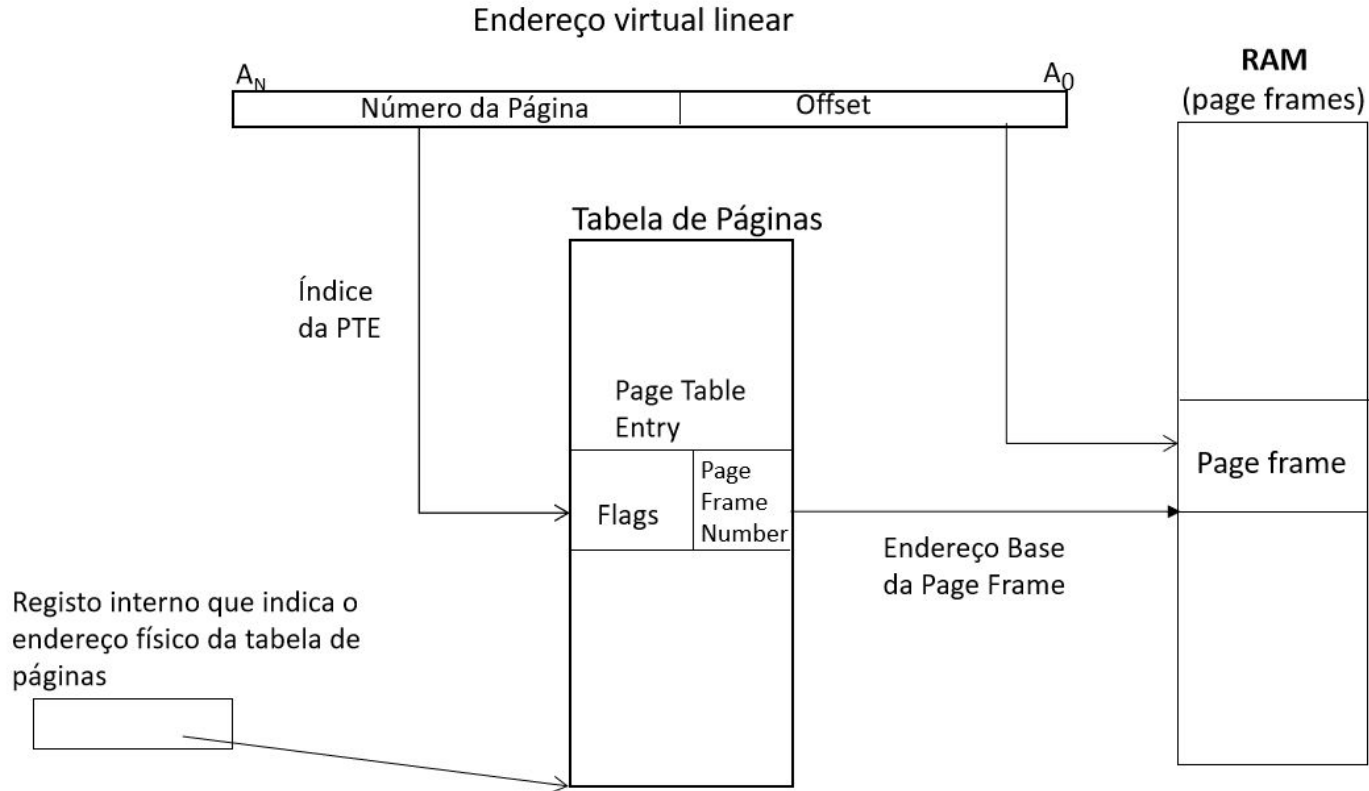 Endereço virtual linear
A_N
A_0
Número da Página
Offset
RAM
(page frames)
Tabela de Páginas
Índice
da PTE
Page Table
Entry
Flags
Page
Frame
Number
Page frame
Endereço Base
da Page Frame
Registo interno que indica o
endereço físico da tabela de
páginas